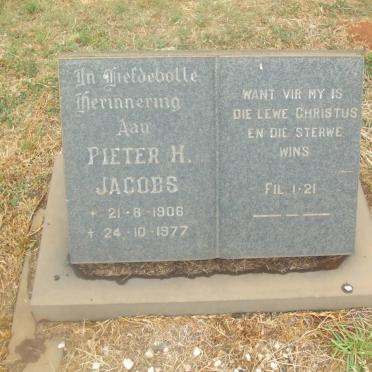 In Liefdevolle
Herinnering
Aan
PIETER H.
JACOBS
* 21-8-1906
† 24-10-1977
WANT VIR MY IS
DIE LEWE CHRISTUS
EN DIE STERWE
WINS
FIL. 1-21